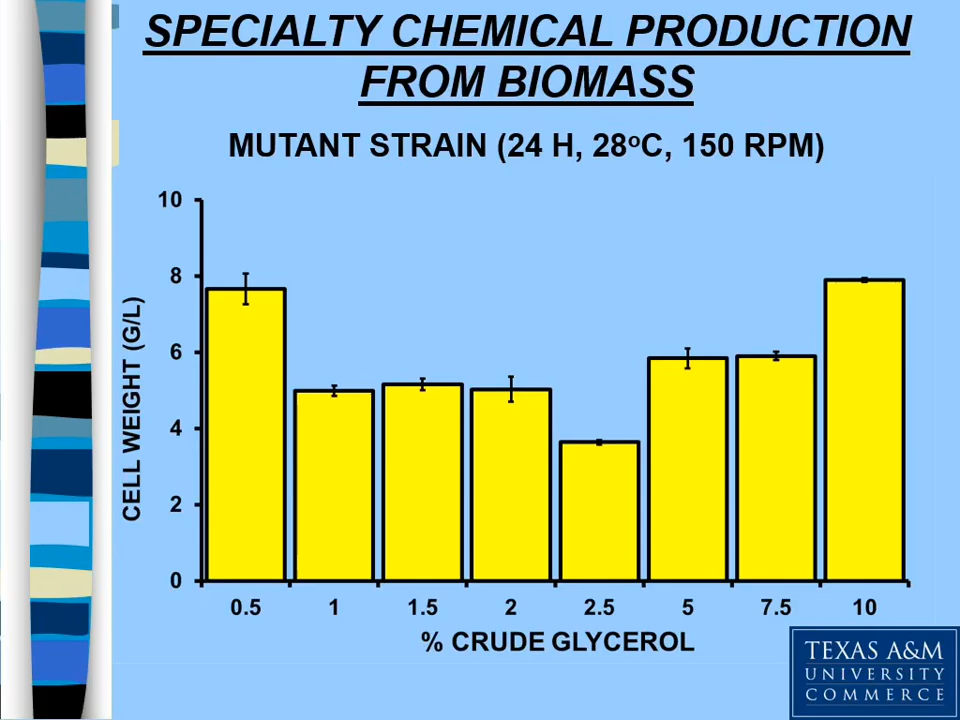 SPECIALTY CHEMICAL PRODUCTION
FROM BIOMASS
MUTANT STRAIN (24 H, 28ºC, 150 RPM)
10
8
6
4
2
0
CELL WEIGHT (G/L)
0.5 1 1.5 2 2.5 5 7.5 10
% CRUDE GLYCEROL
TEXAS A&M
UNIVERSITY
COMMERCE